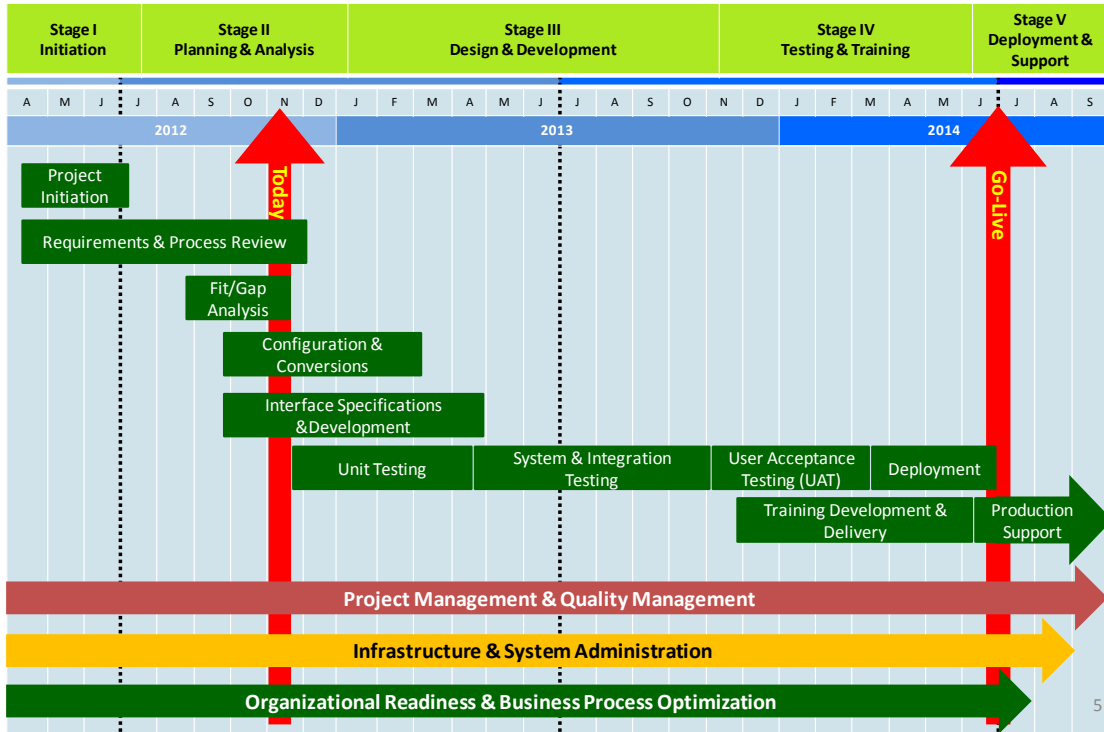 Stage I
Initiation
Stage II
Planning & Analysis
Stage III
Design & Development
Stage IV
Testing & Training
Stage V
Deployment &
Support
A M J J A S O N D J F M A M J J A S O N D J F M A M J J A S
2012 2013 2014
Project
Initiation
Today
Go-Live
Requirements & Process Review
Fit/Gap
Analysis
Configuration &
Conversions
Interface Specifications
&Development
Unit Testing
System & Integration
Testing
User Acceptance
Testing (UAT)
Deployment
Training Development &
Delivery
Production
Support
Project Management & Quality Management
Infrastructure & System Administration
Organizational Readiness & Business Process Optimization
5